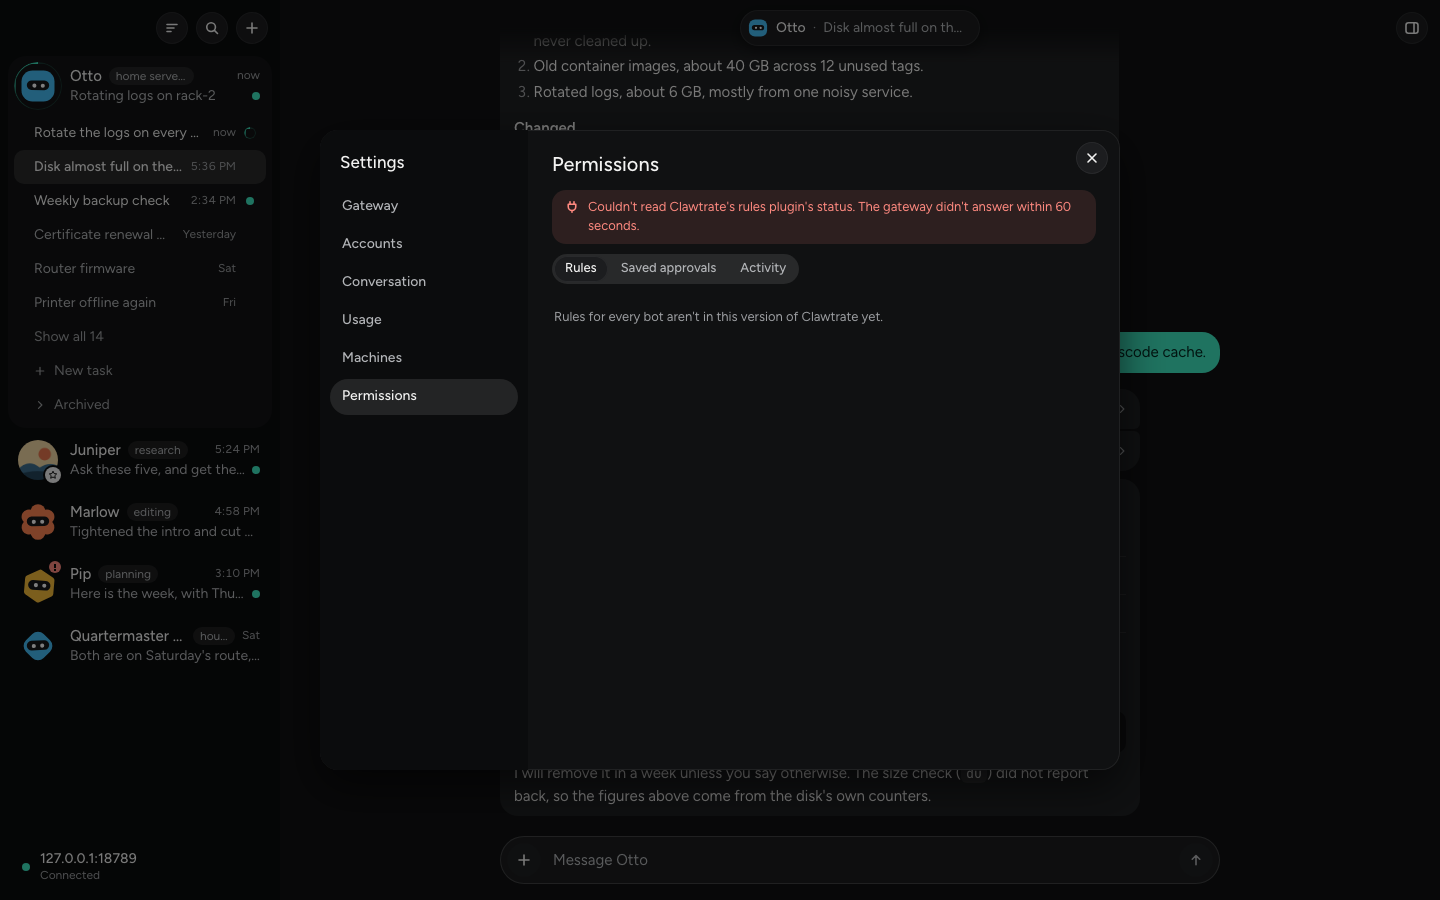 Otto home serve... now
Rotating logs on rack-2
Rotate the logs on every ... now
Disk almost full on the... 5:36 PM
Weekly backup check 2:34 PM
Certificate renewal ... Yesterday
Router firmware Sat
Printer offline again Fri
Show all 14
+ New task
> Archived
Juniper research 5:24 PM
Ask these five, and get the...
Marlow editing 4:58 PM
Tightened the intro and cut ...
Pip planning 3:10 PM
Here is the week, with Thu...
Quartermaster ... hou... Sat
Both are on Saturday's route,...
127.0.0.1:18789
Connected
Otto · Disk almost full on th...
never cleaned up.
2. Old container images, about 40 GB across 12 unused tags.
3. Rotated logs, about 6 GB, mostly from one noisy service.
Changed
Settings
Gateway
Accounts
Conversation
Usage
Machines
Permissions
Permissions
Couldn't read Clawtrate's rules plugin's status. The gateway didn't answer within 60
seconds.
Rules Saved approvals Activity
Rules for every bot aren't in this version of Clawtrate yet.
scode cache.
I will remove it in a week unless you say otherwise. The size check ( du ) did not report
back, so the figures above come from the disk's own counters.
Message Otto